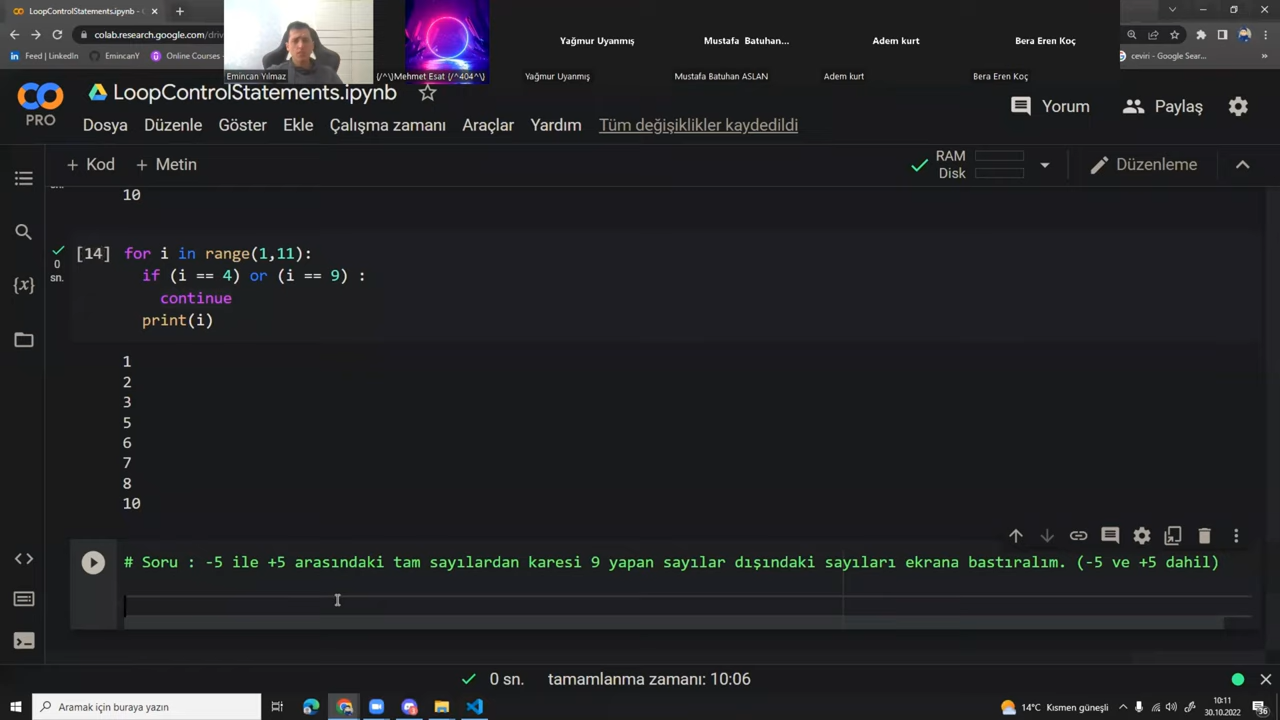 LoopControlStatements.ipynb -
colab.research.google.com/driv
Feed | LinkedIn
EmincanY
Online Courses -
ceviri - Google Sear...
Emincan Yılmaz
{/^\}Mehmet Esat {/^404^\}
Yağmur Uyanmış
Mustafa Batuhan...
Adem kurt
Bera Eren Koç
Yağmur Uyanmış
Mustafa Batuhan ASLAN
Adem kurt
Bera Eren Koç
CO
PRO
LoopControlStatements.ipynb
Yorum
Paylaş
Dosya
Düzenle
Göster
Ekle
Çalışma zamanı
Araçlar
Yardım
Tüm değişiklikler kaydedildi
+ Kod
+ Metin
RAM
Disk
Düzenleme
sn.
10
[14]
0
sn.
for i in range(1,11):
if (i == 4) or (i == 9) :
continue
print(i)
1
2
3
5
6
7
8
10
{x}
# Soru : -5 ile +5 arasındaki tam sayılardan karesi 9 yapan sayılar dışındaki sayıları ekrana bastıralım. (-5 ve +5 dahil)
0 sn.
tamamlanma zamanı: 10:06
Aramak için buraya yazın
14°C Kısmen güneşli
10:11
30.10.2022